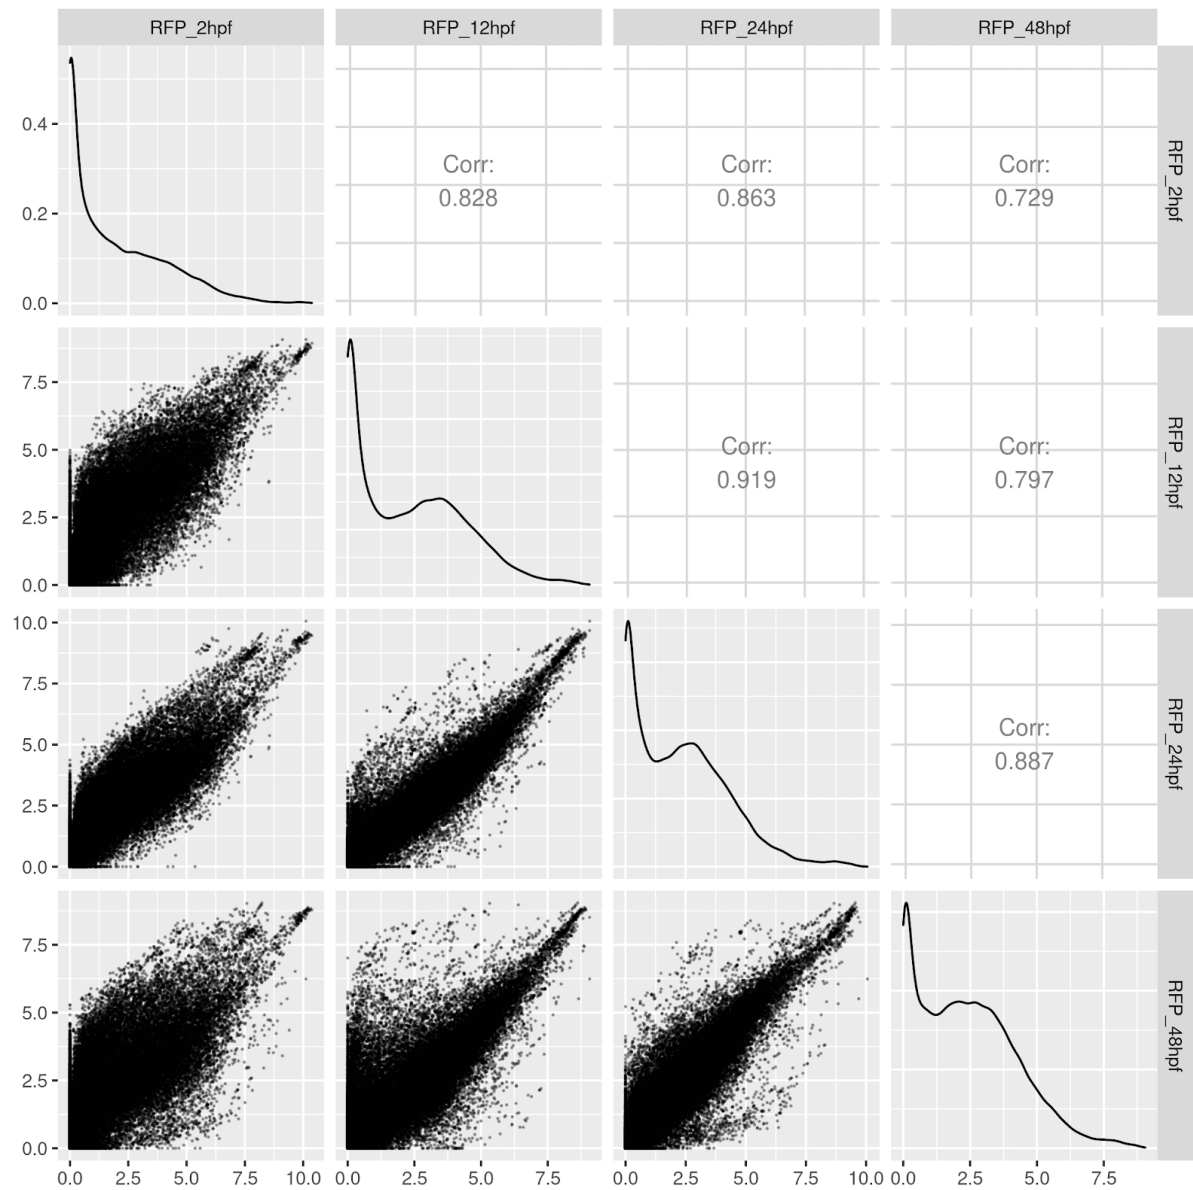 RFP_2hpf RFP_12hpf RFP_24hpf RFP_48hpf
0.4
0.2
0.0
Corr:
0.828
Corr:
0.863
Corr:
0.729
RFP_2hpf
7.5
5.0
2.5
0.0
Corr:
0.919
Corr:
0.797
RFP_12hpf
10.0
7.5
5.0
2.5
0.0
Corr:
0.887
RFP_24hpf
7.5
5.0
2.5
0.0
RFP_48hpf
0.0 2.5 5.0 7.5 10.0 0.0 2.5 5.0 7.5 0.0 2.5 5.0 7.5 10.0 0.0 2.5 5.0 7.5